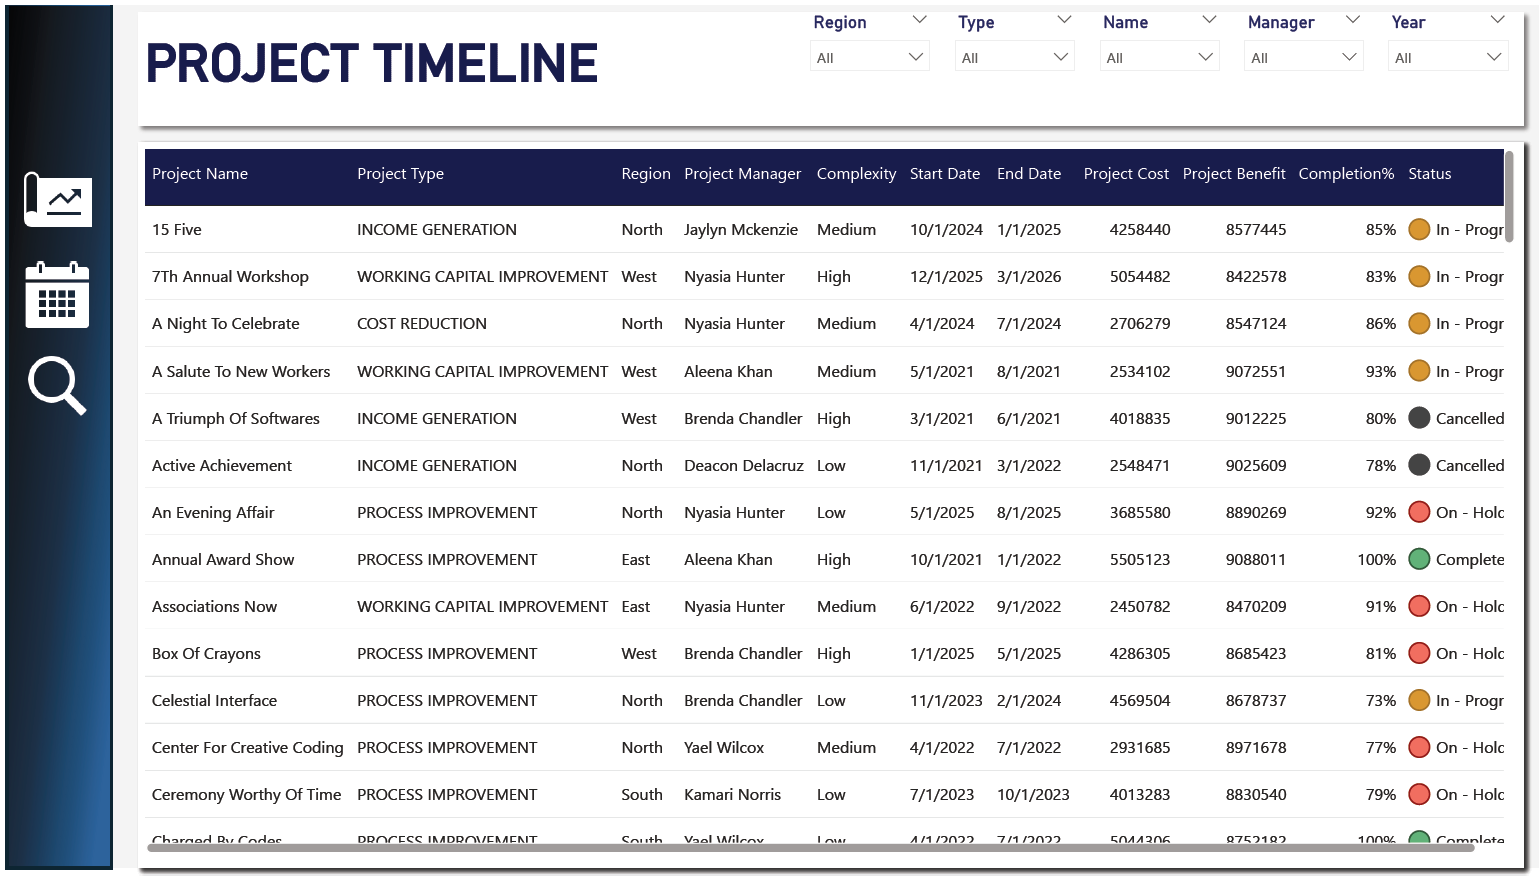 Region Type Name Manager Year
PROJECT TIMELINE
All All All All All
Project Name Project Type Region Project Manager Complexity Start Date End Date Project Cost Project Benefit Completion% Status
15 Five INCOME GENERATION North Jaylyn Mckenzie Medium 10/1/2024 1/1/2025 4258440 8577445 85% In - Progr
7Th Annual Workshop WORKING CAPITAL IMPROVEMENT West Nyasia Hunter High 12/1/2025 3/1/2026 5054482 8422578 83% In - Progr
A Night To Celebrate COST REDUCTION North Nyasia Hunter Medium 4/1/2024 7/1/2024 2706279 8547124 86% In - Progr
A Salute To New Workers WORKING CAPITAL IMPROVEMENT West Aleena Khan Medium 5/1/2021 8/1/2021 2534102 9072551 93% In - Progr
A Triumph Of Softwares INCOME GENERATION West Brenda Chandler High 3/1/2021 6/1/2021 4018835 9012225 80% Cancelled
Active Achievement INCOME GENERATION North Deacon Delacruz Low 11/1/2021 3/1/2022 2548471 9025609 78% Cancelled
An Evening Affair PROCESS IMPROVEMENT North Nyasia Hunter Low 5/1/2025 8/1/2025 3685580 8890269 92% On - Hold
Annual Award Show PROCESS IMPROVEMENT East Aleena Khan High 10/1/2021 1/1/2022 5505123 9088011 100% Complete
Associations Now WORKING CAPITAL IMPROVEMENT East Nyasia Hunter Medium 6/1/2022 9/1/2022 2450782 8470209 91% On - Hold
Box Of Crayons PROCESS IMPROVEMENT West Brenda Chandler High 1/1/2025 5/1/2025 4286305 8685423 81% On - Hold
Celestial Interface PROCESS IMPROVEMENT North Brenda Chandler Low 11/1/2023 2/1/2024 4569504 8678737 73% In - Progr
Center For Creative Coding PROCESS IMPROVEMENT North Yael Wilcox Medium 4/1/2022 7/1/2022 2931685 8971678 77% On - Hold
Ceremony Worthy Of Time PROCESS IMPROVEMENT South Kamari Norris Low 7/1/2023 10/1/2023 4013283 8830540 79% On - Hold
Charged By Codes PROCESS IMPROVEMENT South Yael Wilcox Low 4/1/2022 7/1/2022 5044306 8752182 100% Complete